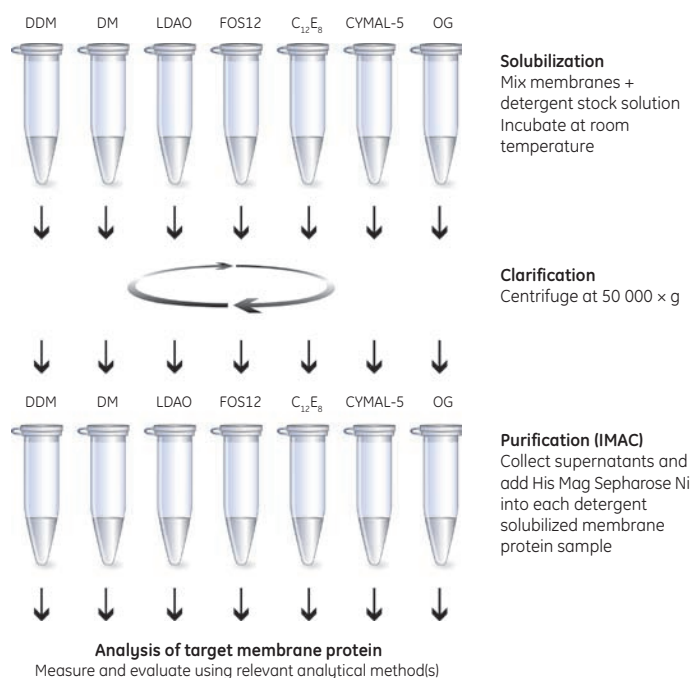 DDM DM LDAO FOS12 C₁₂E₈ CYMAL-5 OG
Solubilization
Mix membranes +
detergent stock solution
Incubate at room
temperature
Clarification
Centrifuge at 50 000 × g
DDM DM LDAO FOS12 C₁₂E₈ CYMAL-5 OG
Purification (IMAC)
Collect supernatants and
add His Mag Sepharose Ni
into each detergent
solubilized membrane
protein sample
Analysis of target membrane protein
Measure and evaluate using relevant analytical method(s)